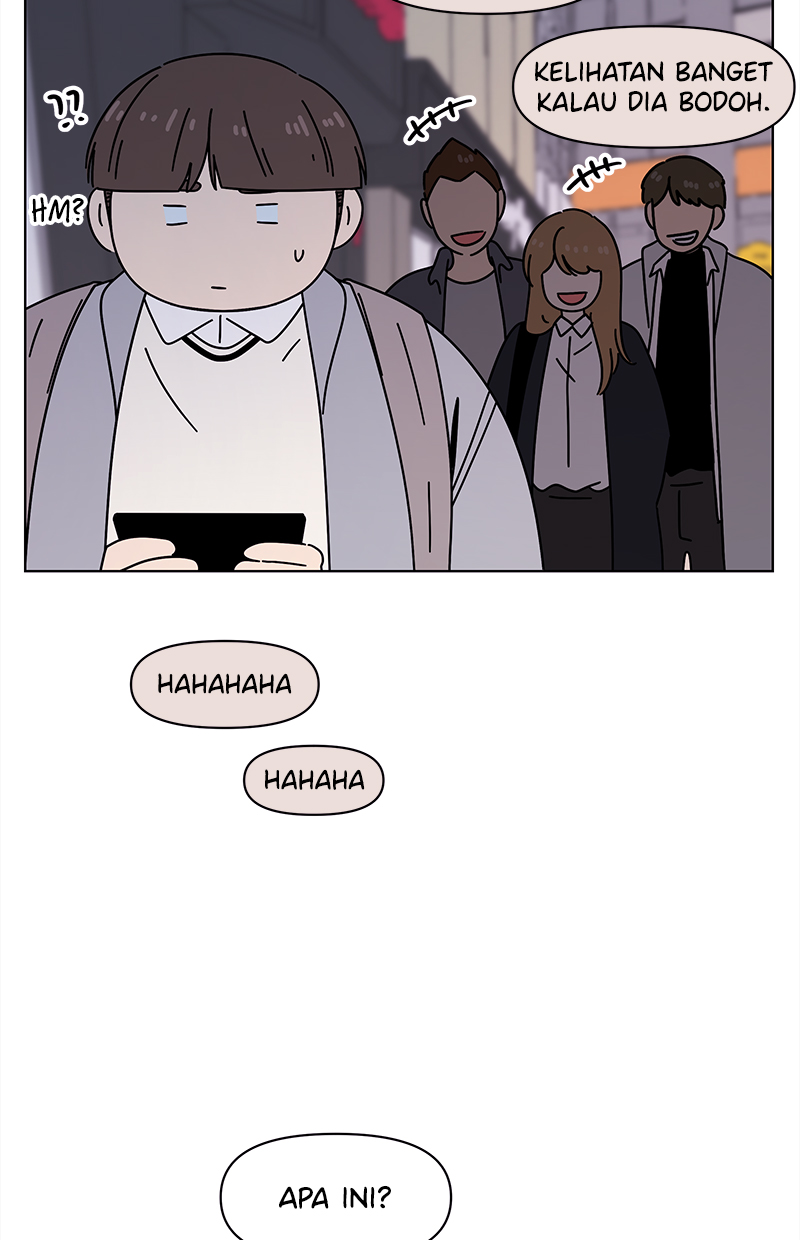 KELIHATAN BANGET
KALAU DIA BODOH.
??
HM?
HAHAHAHA
HAHAHA
APA INI?